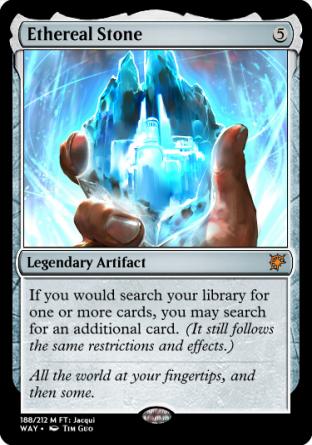 Ethereal Stone 5
Legendary Artifact
If you would search your library for
one or more cards, you may search
for an additional card. (It still follows
the same restrictions and effects.)
All the world at your fingertips, and
then some.
188/212 M FT: Jacqui
WAY • TIM GUO